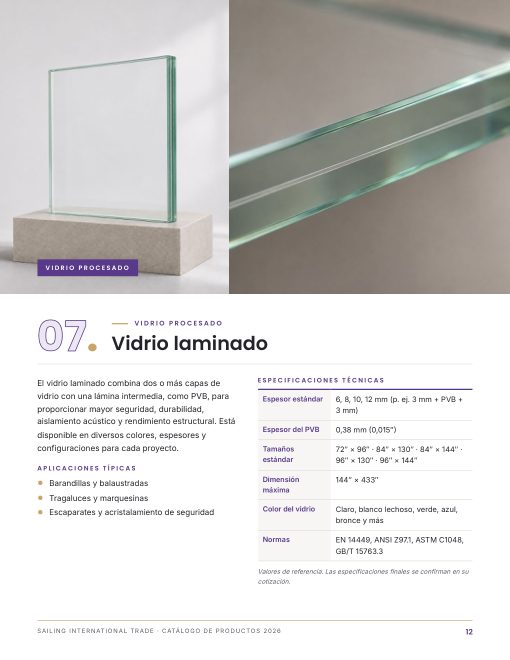 VIDRIO PROCESADO
07.
VIDRIO PROCESADO
Vidrio laminado
El vidrio laminado combina dos o más capas de
vidrio con una lámina intermedia, como PVB, para
proporcionar mayor seguridad, durabilidad,
aislamiento acústico y rendimiento estructural. Está
disponible en diversos colores, espesores y
configuraciones para cada proyecto.
APLICACIONES TÍPICAS
Barandillas y balaustradas
Tragaluces y marquesinas
Escaparates y acristalamiento de seguridad
ESPECIFICACIONES TÉCNICAS
Espesor estándar
6, 8, 10, 12 mm (p. ej. 3 mm + PVB +
3 mm)
Espesor del PVB
0,38 mm (0,015″)
Tamaños
estándar
72″ × 96″ · 84″ × 130″ · 84″ × 144″ ·
96″ × 130″ · 96″ × 144″
Dimensión
máxima
144″ × 433″
Color del vidrio
Claro, blanco lechoso, verde, azul,
bronce y más
Normas
EN 14449, ANSI Z97.1, ASTM C1048,
GB/T 15763.3
Valores de referencia. Las especificaciones finales se confirman en su
cotización.
SAILING INTERNATIONAL TRADE · CATÁLOGO DE PRODUCTOS 2026
12